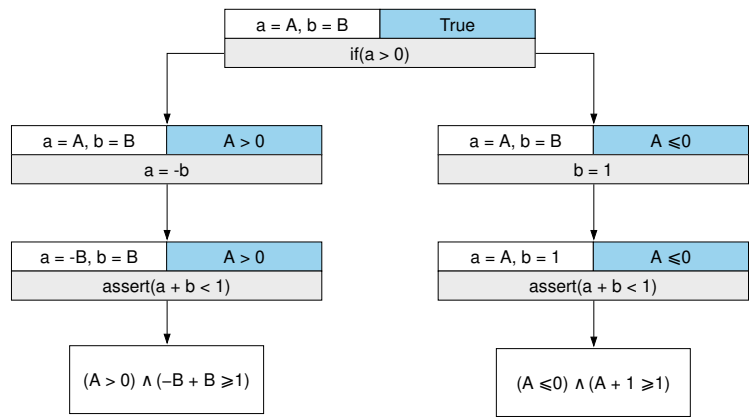 a = A, b = B True
if(a > 0)
a = A, b = B A > 0
a = -b
a = A, b = B A ⩽0
b = 1
a = -B, b = B A > 0
assert(a + b < 1)
a = A, b = 1 A ⩽0
assert(a + b < 1)
(A > 0) ∧ (−B + B ⩾1)
(A ⩽0) ∧ (A + 1 ⩾1)